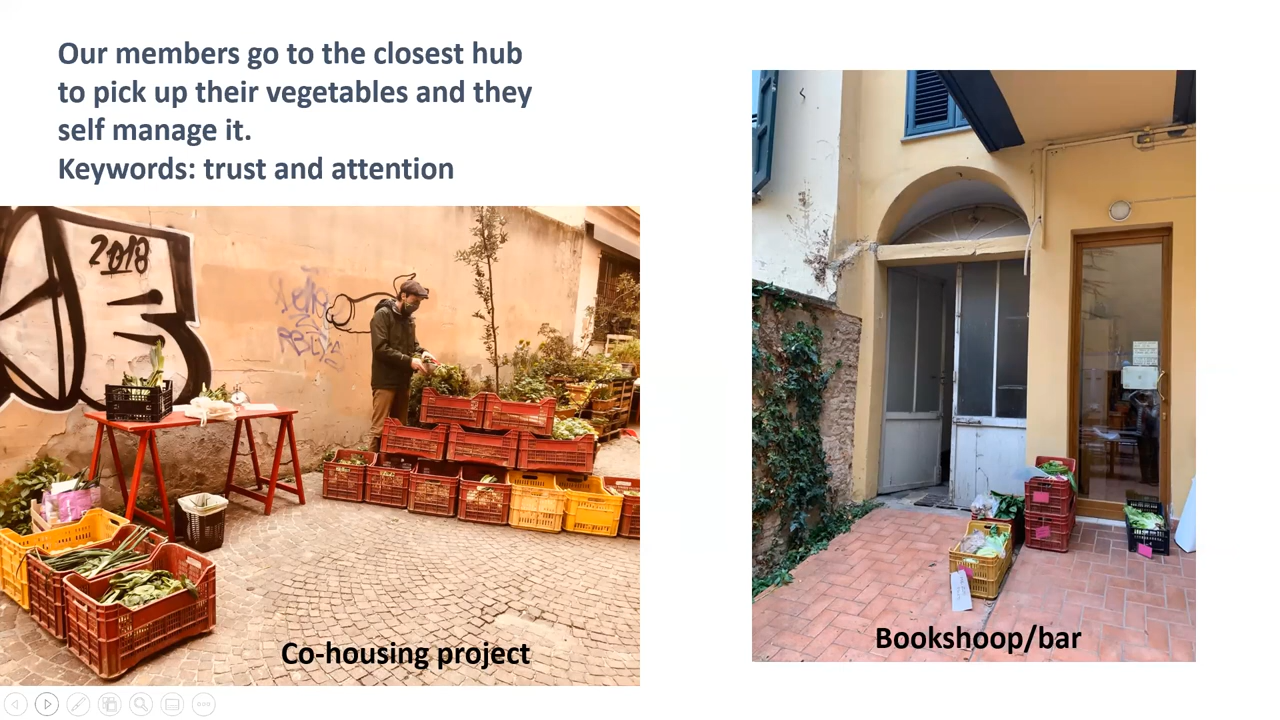 Our members go to the closest hub
to pick up their vegetables and they
self manage it.
Keywords: trust and attention
2018
Co-housing project
Bookshoop/bar